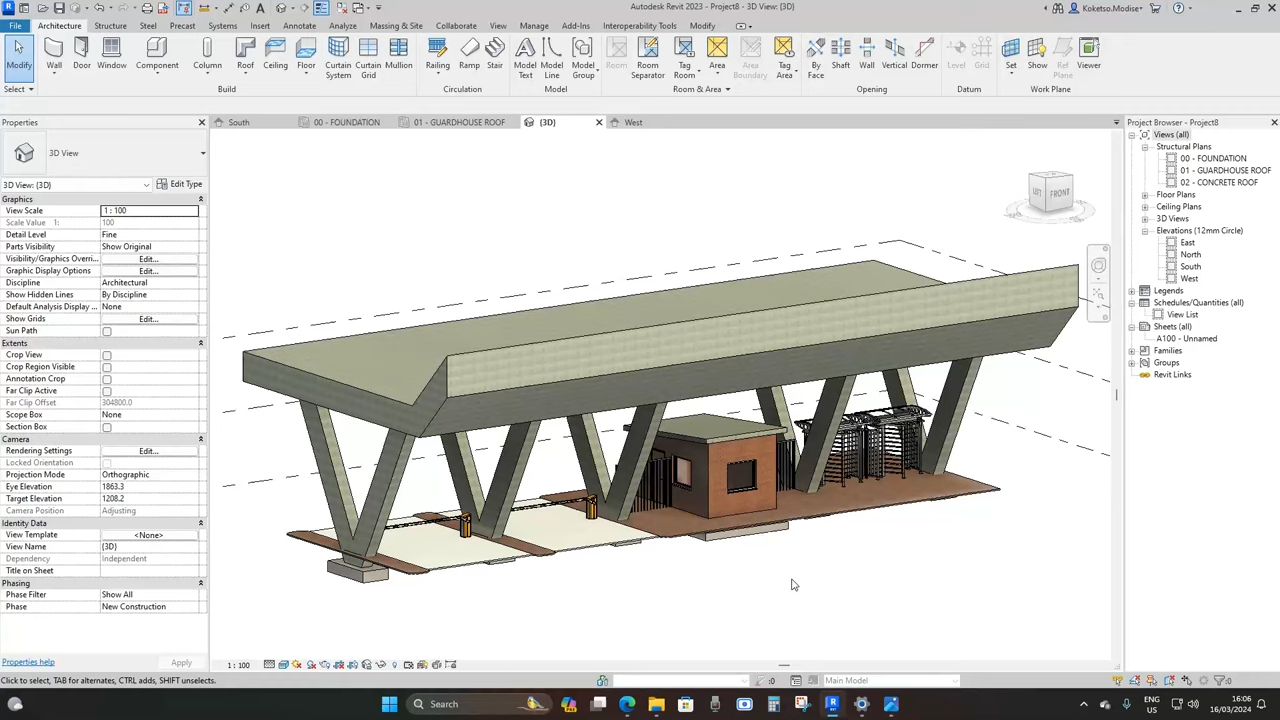 Autodesk Revit 2023 - Project8 - 3D View: {3D}
Koketso.Modise
File Architecture Structure Steel Precast Systems Insert Annotate Analyze Massing & Site Collaborate View Manage Add-Ins Interoperability Tools Modify
Modify Wall Door Window Component Column Roof Ceiling Floor Curtain System Curtain Grid Mullion Railing Ramp Stair Model Text Model Line Model Group Room Room Separator Tag Room Area Area Boundary Tag Area By Face Shaft Wall Vertical Dormer Level Grid Set Show Ref Plane Viewer
Select Build Circulation Model Room & Area Opening Datum Work Plane
Properties
South
00 - FOUNDATION
01 - GUARDHOUSE ROOF
{3D}
West
Project Browser - Project8
3D View
3D View: {3D}
Edit Type
Graphics
View Scale 1 : 100
Scale Value 1: 100
Detail Level Fine
Parts Visibility Show Original
Visibility/Graphics Overri... Edit...
Graphic Display Options Edit...
Discipline Architectural
Show Hidden Lines By Discipline
Default Analysis Display ... None
Show Grids Edit...
Sun Path
Extents
Crop View
Crop Region Visible
Annotation Crop
Far Clip Active
Far Clip Offset 304800.0
Scope Box None
Section Box
Camera
Rendering Settings Edit...
Locked Orientation
Projection Mode Orthographic
Eye Elevation 1863.3
Target Elevation 1208.2
Camera Position Adjusting
Identity Data
View Template <None>
View Name {3D}
Dependency Independent
Title on Sheet
Phasing
Phase Filter Show All
Phase New Construction
Properties help
Apply
LEFT FRONT
Views (all)
Structural Plans
00 - FOUNDATION
01 - GUARDHOUSE ROOF
02 - CONCRETE ROOF
Floor Plans
Ceiling Plans
3D Views
Elevations (12mm Circle)
East
North
South
West
Legends
Schedules/Quantities (all)
View List
Sheets (all)
A100 - Unnamed
Families
Groups
Revit Links
1 : 100
Click to select, TAB for alternates, CTRL adds, SHIFT unselects.
:0
Main Model
:0
Search
ENG
US
16:06
16/03/2024